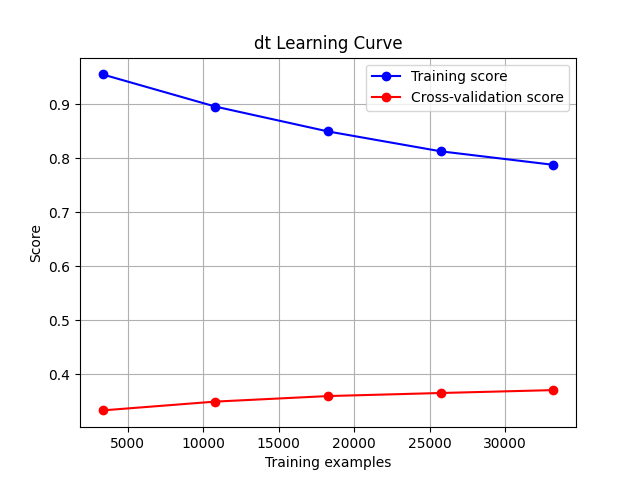 dt Learning Curve
Training score
Cross-validation score
Score
0.9
0.8
0.7
0.6
0.5
0.4
5000 10000 15000 20000 25000 30000
Training examples